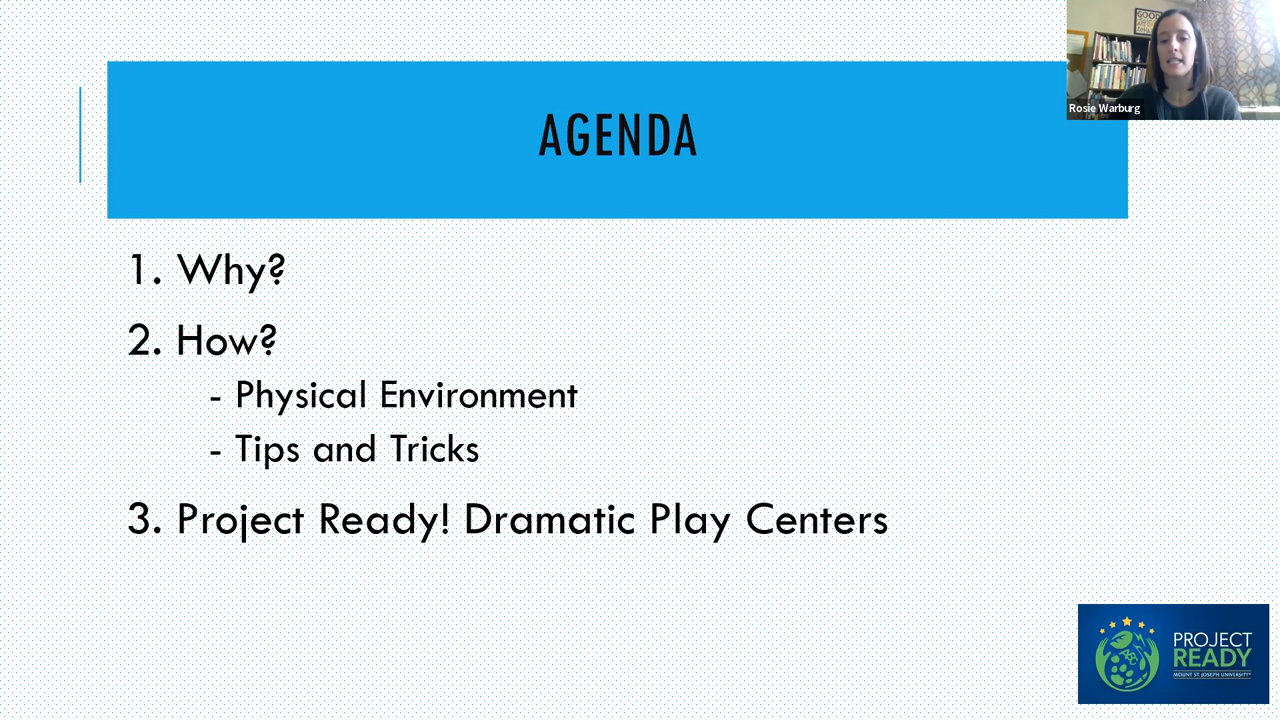 AGENDA
Rosie Warburg
1. Why?
2. How?
- Physical Environment
- Tips and Tricks
3. Project Ready! Dramatic Play Centers
ABC
PROJECT
READY
MOUNT ST. JOSEPH UNIVERSITY